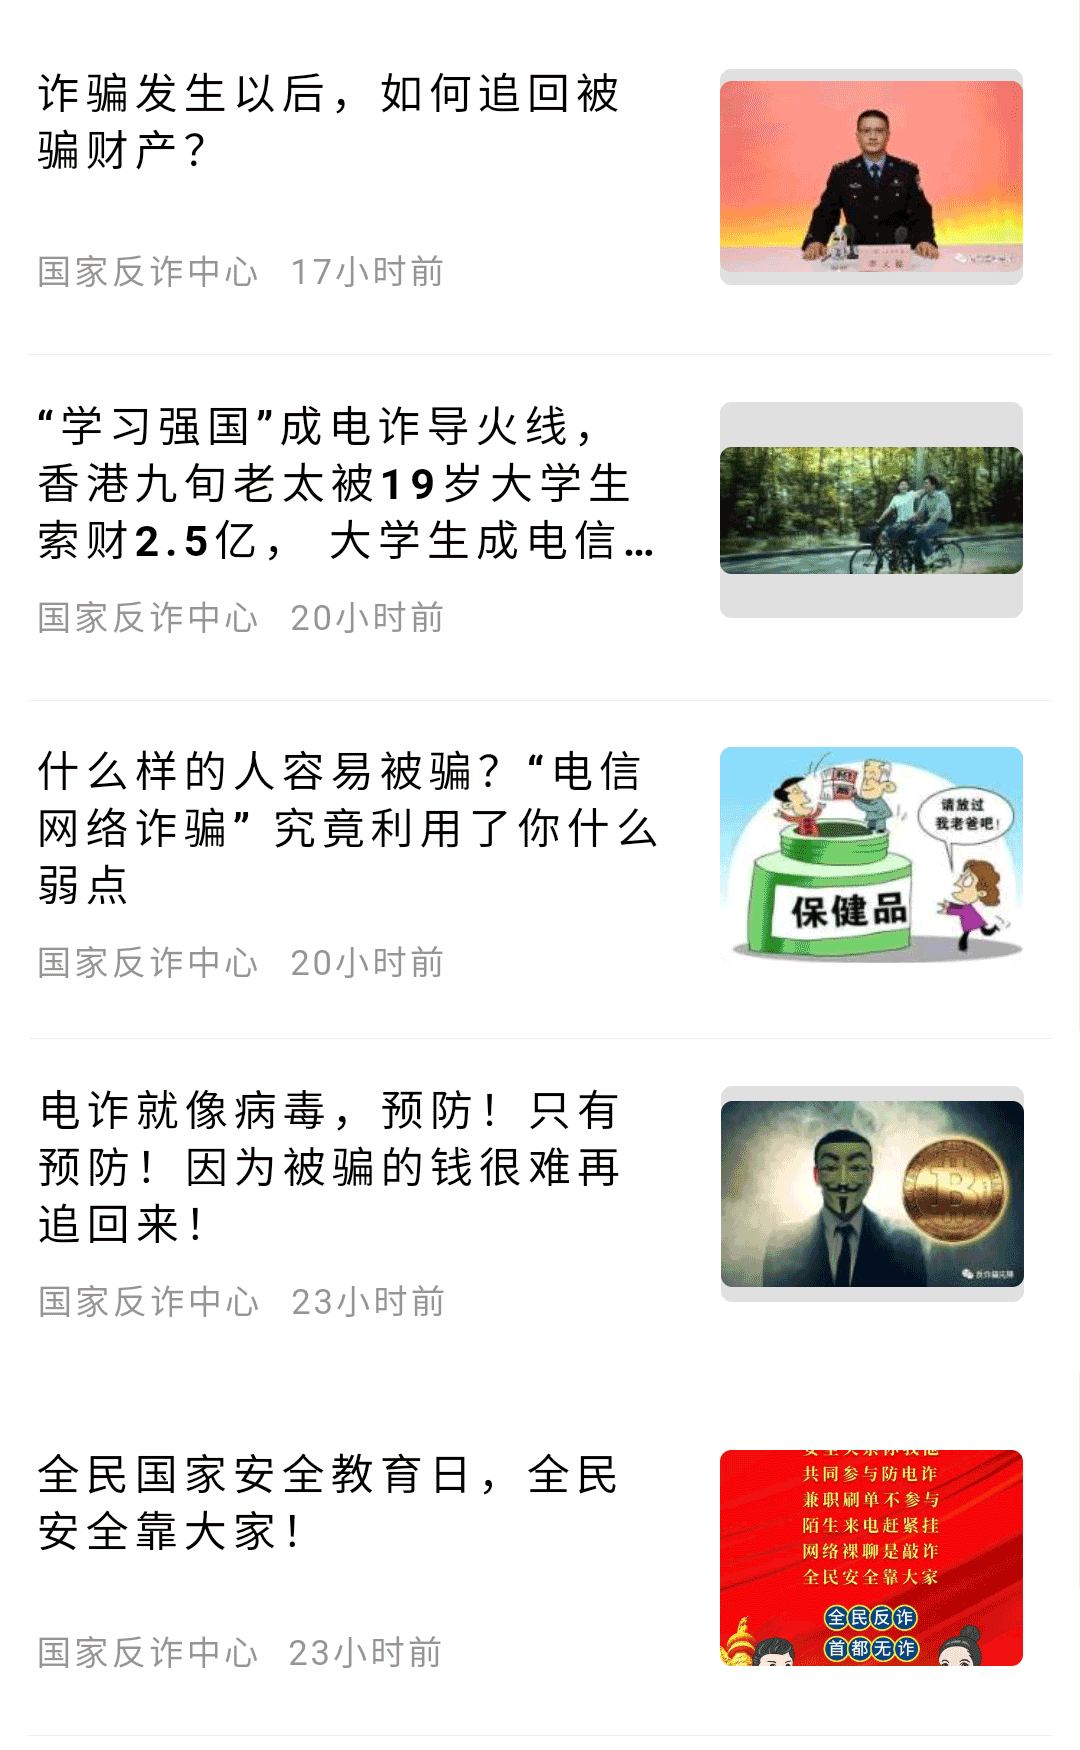 诈骗发生以后，如何追回被
骗财产？
国家反诈中心 17小时前
“学习强国”成电诈导火线，
香港九旬老太被19岁大学生
索财2.5亿， 大学生成电信...
国家反诈中心 20小时前
什么样的人容易被骗？“电信
网络诈骗” 究竟利用了你什么
弱点
国家反诈中心 20小时前
请放过
我老爸吧！
保健品
电诈就像病毒，预防！只有
预防！因为被骗的钱很难再
追回来！
国家反诈中心 23小时前
全民国家安全教育日，全民
安全靠大家！
国家反诈中心 23小时前
共同参与防电诈
兼职刷单不参与
陌生来电赶紧挂
网络裸聊是敲诈
全民安全靠大家
全民反诈
首都无诈